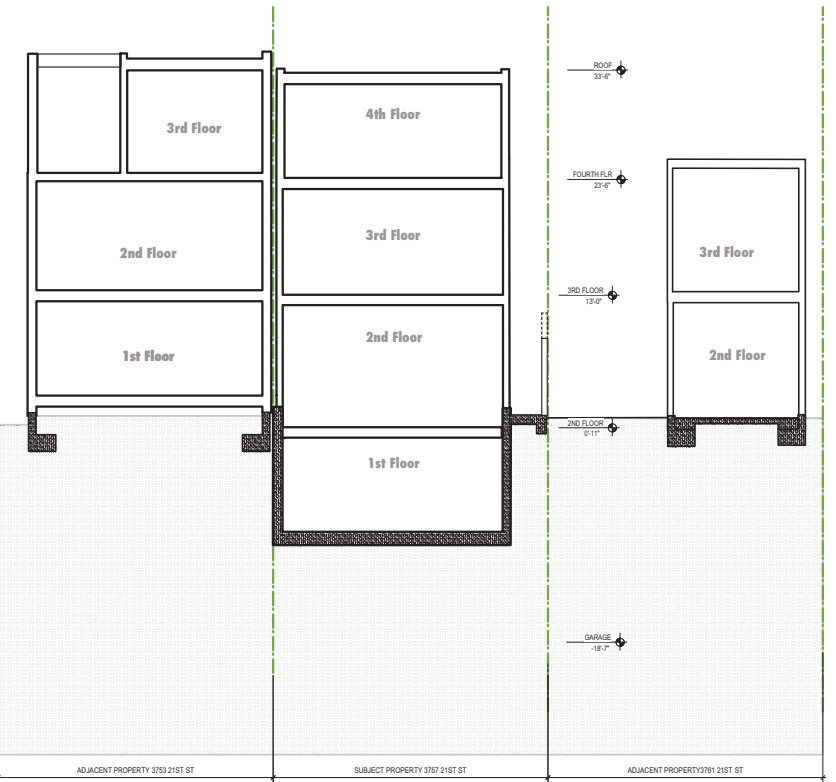 ROOF
33'-6"
4th Floor
3rd Floor
FOURTH FLR
23'-6"
3rd Floor
2nd Floor
3rd Floor
3RD FLOOR
13'-0"
2nd Floor
1st Floor
2nd Floor
2ND FLOOR
0'-11"
1st Floor
GARAGE
-18'-7"
ADJACENT PROPERTY 3753 21ST ST
SUBJECT PROPERTY 3757 21ST ST
ADJACENT PROPERTY3761 21ST ST